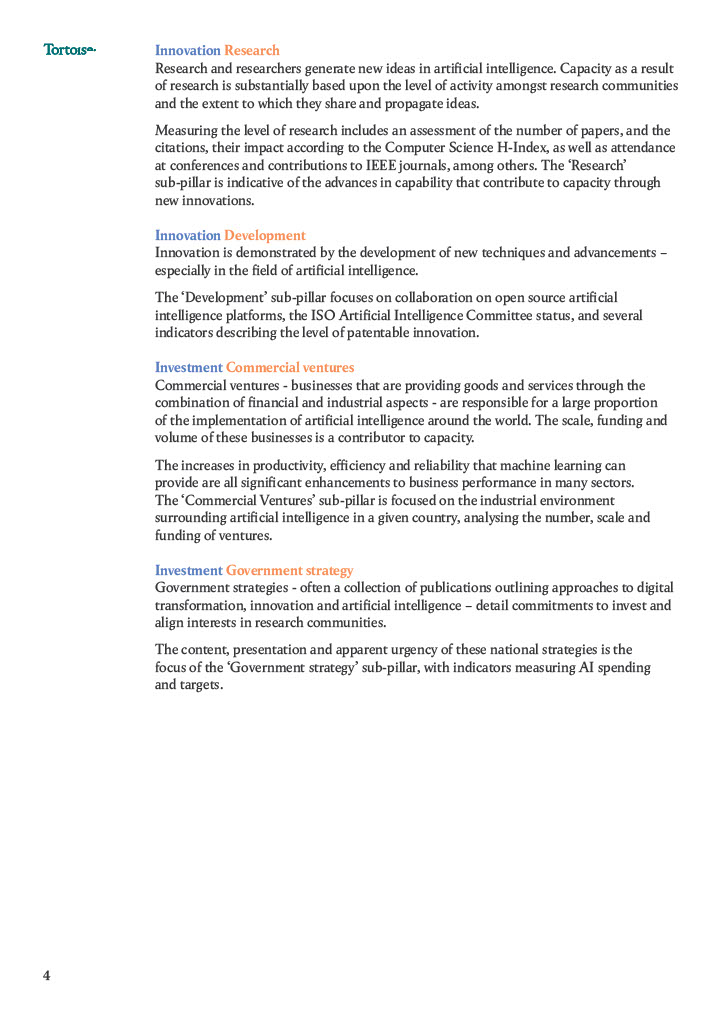 Tortoise
Innovation Research
Research and researchers generate new ideas in artificial intelligence. Capacity as a result
of research is substantially based upon the level of activity amongst research communities
and the extent to which they share and propagate ideas.
Measuring the level of research includes an assessment of the number of papers, and the
citations, their impact according to the Computer Science H-Index, as well as attendance
at conferences and contributions to IEEE journals, among others. The ‘Research’
sub-pillar is indicative of the advances in capability that contribute to capacity through
new innovations.
Innovation Development
Innovation is demonstrated by the development of new techniques and advancements –
especially in the field of artificial intelligence.
The ‘Development’ sub-pillar focuses on collaboration on open source artificial
intelligence platforms, the ISO Artificial Intelligence Committee status, and several
indicators describing the level of patentable innovation.
Investment Commercial ventures
Commercial ventures - businesses that are providing goods and services through the
combination of financial and industrial aspects - are responsible for a large proportion
of the implementation of artificial intelligence around the world. The scale, funding and
volume of these businesses is a contributor to capacity.
The increases in productivity, efficiency and reliability that machine learning can
provide are all significant enhancements to business performance in many sectors.
The ‘Commercial Ventures’ sub-pillar is focused on the industrial environment
surrounding artificial intelligence in a given country, analysing the number, scale and
funding of ventures.
Investment Government strategy
Government strategies - often a collection of publications outlining approaches to digital
transformation, innovation and artificial intelligence – detail commitments to invest and
align interests in research communities.
The content, presentation and apparent urgency of these national strategies is the
focus of the ‘Government strategy’ sub-pillar, with indicators measuring AI spending
and targets.
4